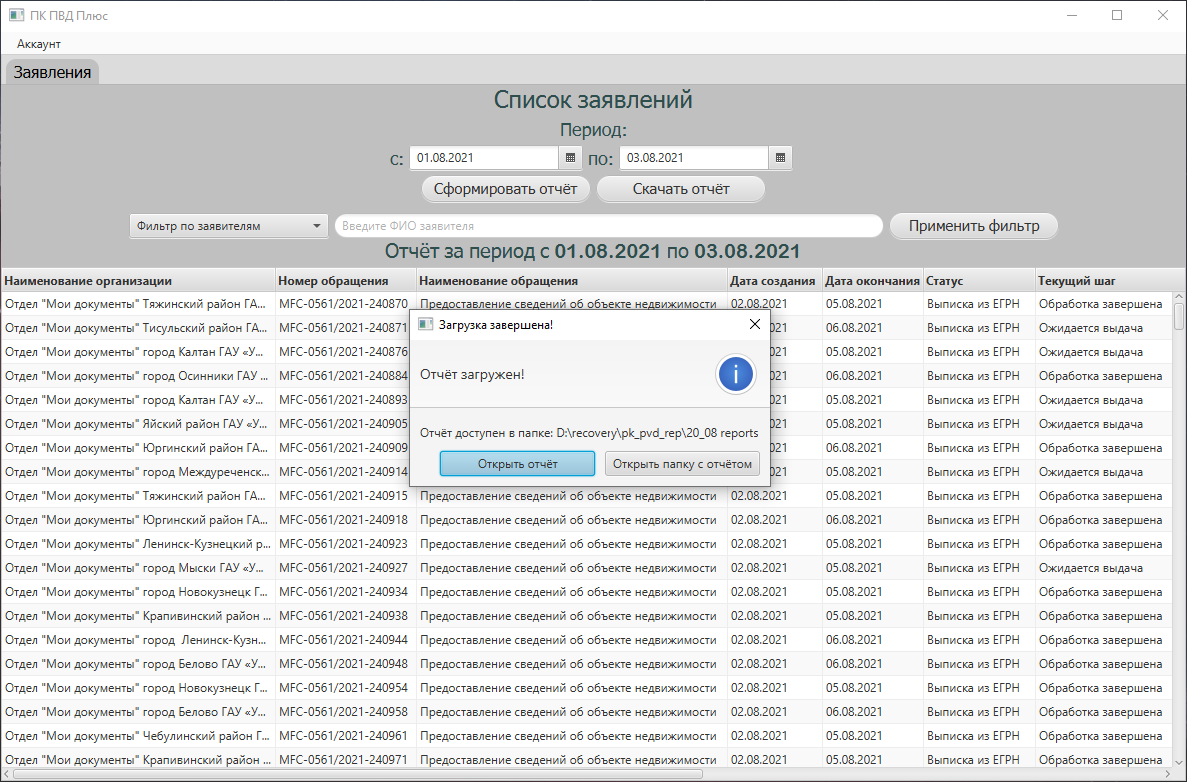 ПК ПВД Плюс
Аккаунт
Заявления
Список заявлений
Период:
с: 01.08.2021 по: 03.08.2021
Сформировать отчёт Скачать отчёт
Фильтр по заявителям Введите ФИО заявителя Применить фильтр
Отчёт за период с 01.08.2021 по 03.08.2021
Наименование организации Номер обращения Наименование обращения Дата создания Дата окончания Статус Текущий шаг
Отдел "Мои документы" Тяжинский район ГА... MFC-0561/2021-240870 Предоставление сведений об объекте недвижимости 02.08.2021 05.08.2021 Выписка из ЕГРН Обработка завершена
Отдел "Мои документы" Тисульский район ГА... MFC-0561/2021-240871 06.08.2021 Выписка из ЕГРН Ожидается выдача
Отдел "Мои документы" город Калтан ГАУ «У... MFC-0561/2021-240876 05.08.2021 Выписка из ЕГРН Ожидается выдача
Отдел "Мои документы" город Осинники ГАУ ... MFC-0561/2021-240884 06.08.2021 Выписка из ЕГРН Обработка завершена
Отдел "Мои документы" город Калтан ГАУ «У... MFC-0561/2021-240893 05.08.2021 Выписка из ЕГРН Ожидается выдача
Отдел "Мои документы" Яйский район ГАУ «У... MFC-0561/2021-240905 05.08.2021 Выписка из ЕГРН Ожидается выдача
Отдел "Мои документы" Юргинский район ГА... MFC-0561/2021-240909 06.08.2021 Выписка из ЕГРН Обработка завершена
Отдел "Мои документы" город Междуреченск... MFC-0561/2021-240914 05.08.2021 Выписка из ЕГРН Ожидается выдача
Загрузка завершена!
Отчёт загружен!
i
Отчёт доступен в папке: D:\recovery\pk_pvd_rep\20_08 reports
Открыть отчёт Открыть папку с отчётом
Отдел "Мои документы" Тяжинский район ГА... MFC-0561/2021-240915 Предоставление сведений об объекте недвижимости 02.08.2021 05.08.2021 Выписка из ЕГРН Обработка завершена
Отдел "Мои документы" Юргинский район ГА... MFC-0561/2021-240918 Предоставление сведений об объекте недвижимости 02.08.2021 06.08.2021 Выписка из ЕГРН Обработка завершена
Отдел "Мои документы" Ленинск-Кузнецкий р... MFC-0561/2021-240923 Предоставление сведений об объекте недвижимости 02.08.2021 05.08.2021 Выписка из ЕГРН Обработка завершена
Отдел "Мои документы" город Мыски ГАУ «У... MFC-0561/2021-240927 Предоставление сведений об объекте недвижимости 02.08.2021 05.08.2021 Выписка из ЕГРН Ожидается выдача
Отдел "Мои документы" город Новокузнецк Г... MFC-0561/2021-240934 Предоставление сведений об объекте недвижимости 02.08.2021 05.08.2021 Выписка из ЕГРН Обработка завершена
Отдел "Мои документы" Крапивинский район ... MFC-0561/2021-240938 Предоставление сведений об объекте недвижимости 02.08.2021 05.08.2021 Выписка из ЕГРН Обработка завершена
Отдел "Мои документы" город Ленинск-Кузн... MFC-0561/2021-240944 Предоставление сведений об объекте недвижимости 02.08.2021 06.08.2021 Выписка из ЕГРН Обработка завершена
Отдел "Мои документы" город Белово ГАУ «У... MFC-0561/2021-240948 Предоставление сведений об объекте недвижимости 02.08.2021 06.08.2021 Выписка из ЕГРН Обработка завершена
Отдел "Мои документы" город Новокузнецк Г... MFC-0561/2021-240954 Предоставление сведений об объекте недвижимости 02.08.2021 05.08.2021 Выписка из ЕГРН Обработка завершена
Отдел "Мои документы" город Белово ГАУ «У... MFC-0561/2021-240958 Предоставление сведений об объекте недвижимости 02.08.2021 06.08.2021 Выписка из ЕГРН Обработка завершена
Отдел "Мои документы" Чебулинский район Г... MFC-0561/2021-240961 Предоставление сведений об объекте недвижимости 02.08.2021 05.08.2021 Выписка из ЕГРН Обработка завершена
Отдел "Мои документы" Крапивинский район ... MFC-0561/2021-240971 Предоставление сведений об объекте недвижимости 02.08.2021 06.08.2021 Выписка из ЕГРН Обработка завершена